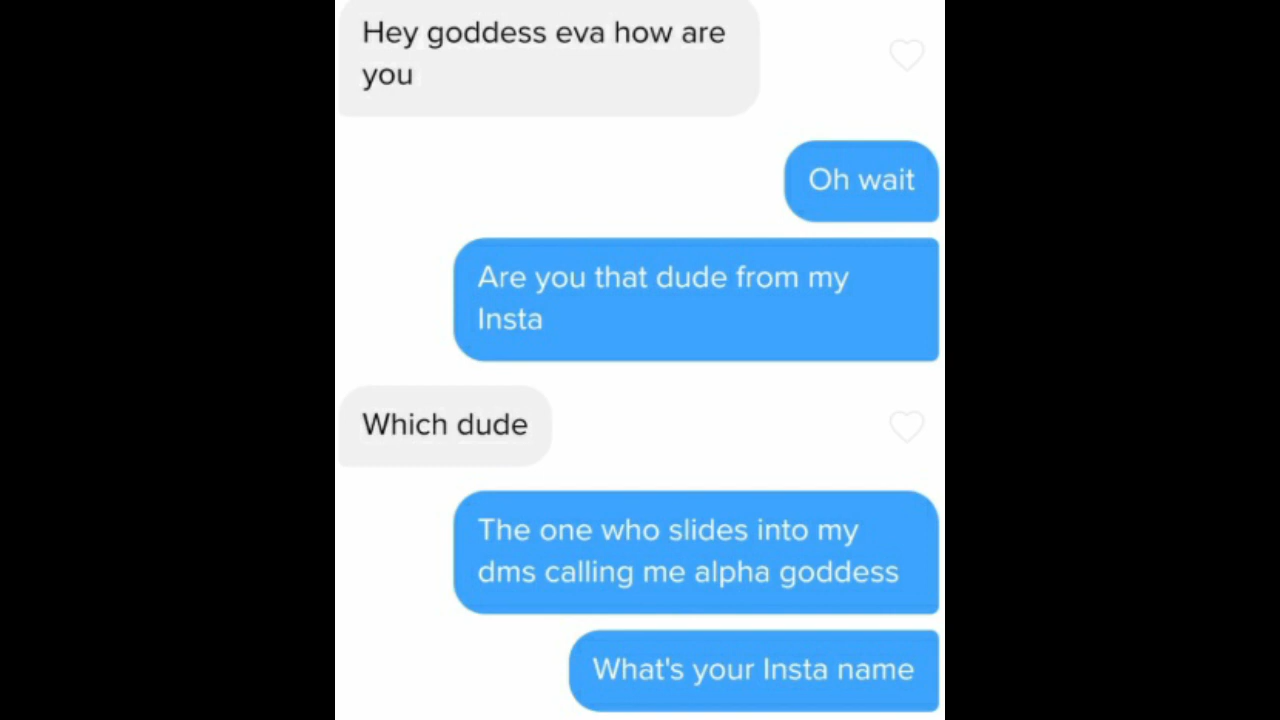 Hey goddess eva how are
you
Oh wait
Are you that dude from my
Insta
Which dude
The one who slides into my
dms calling me alpha goddess
What's your Insta name